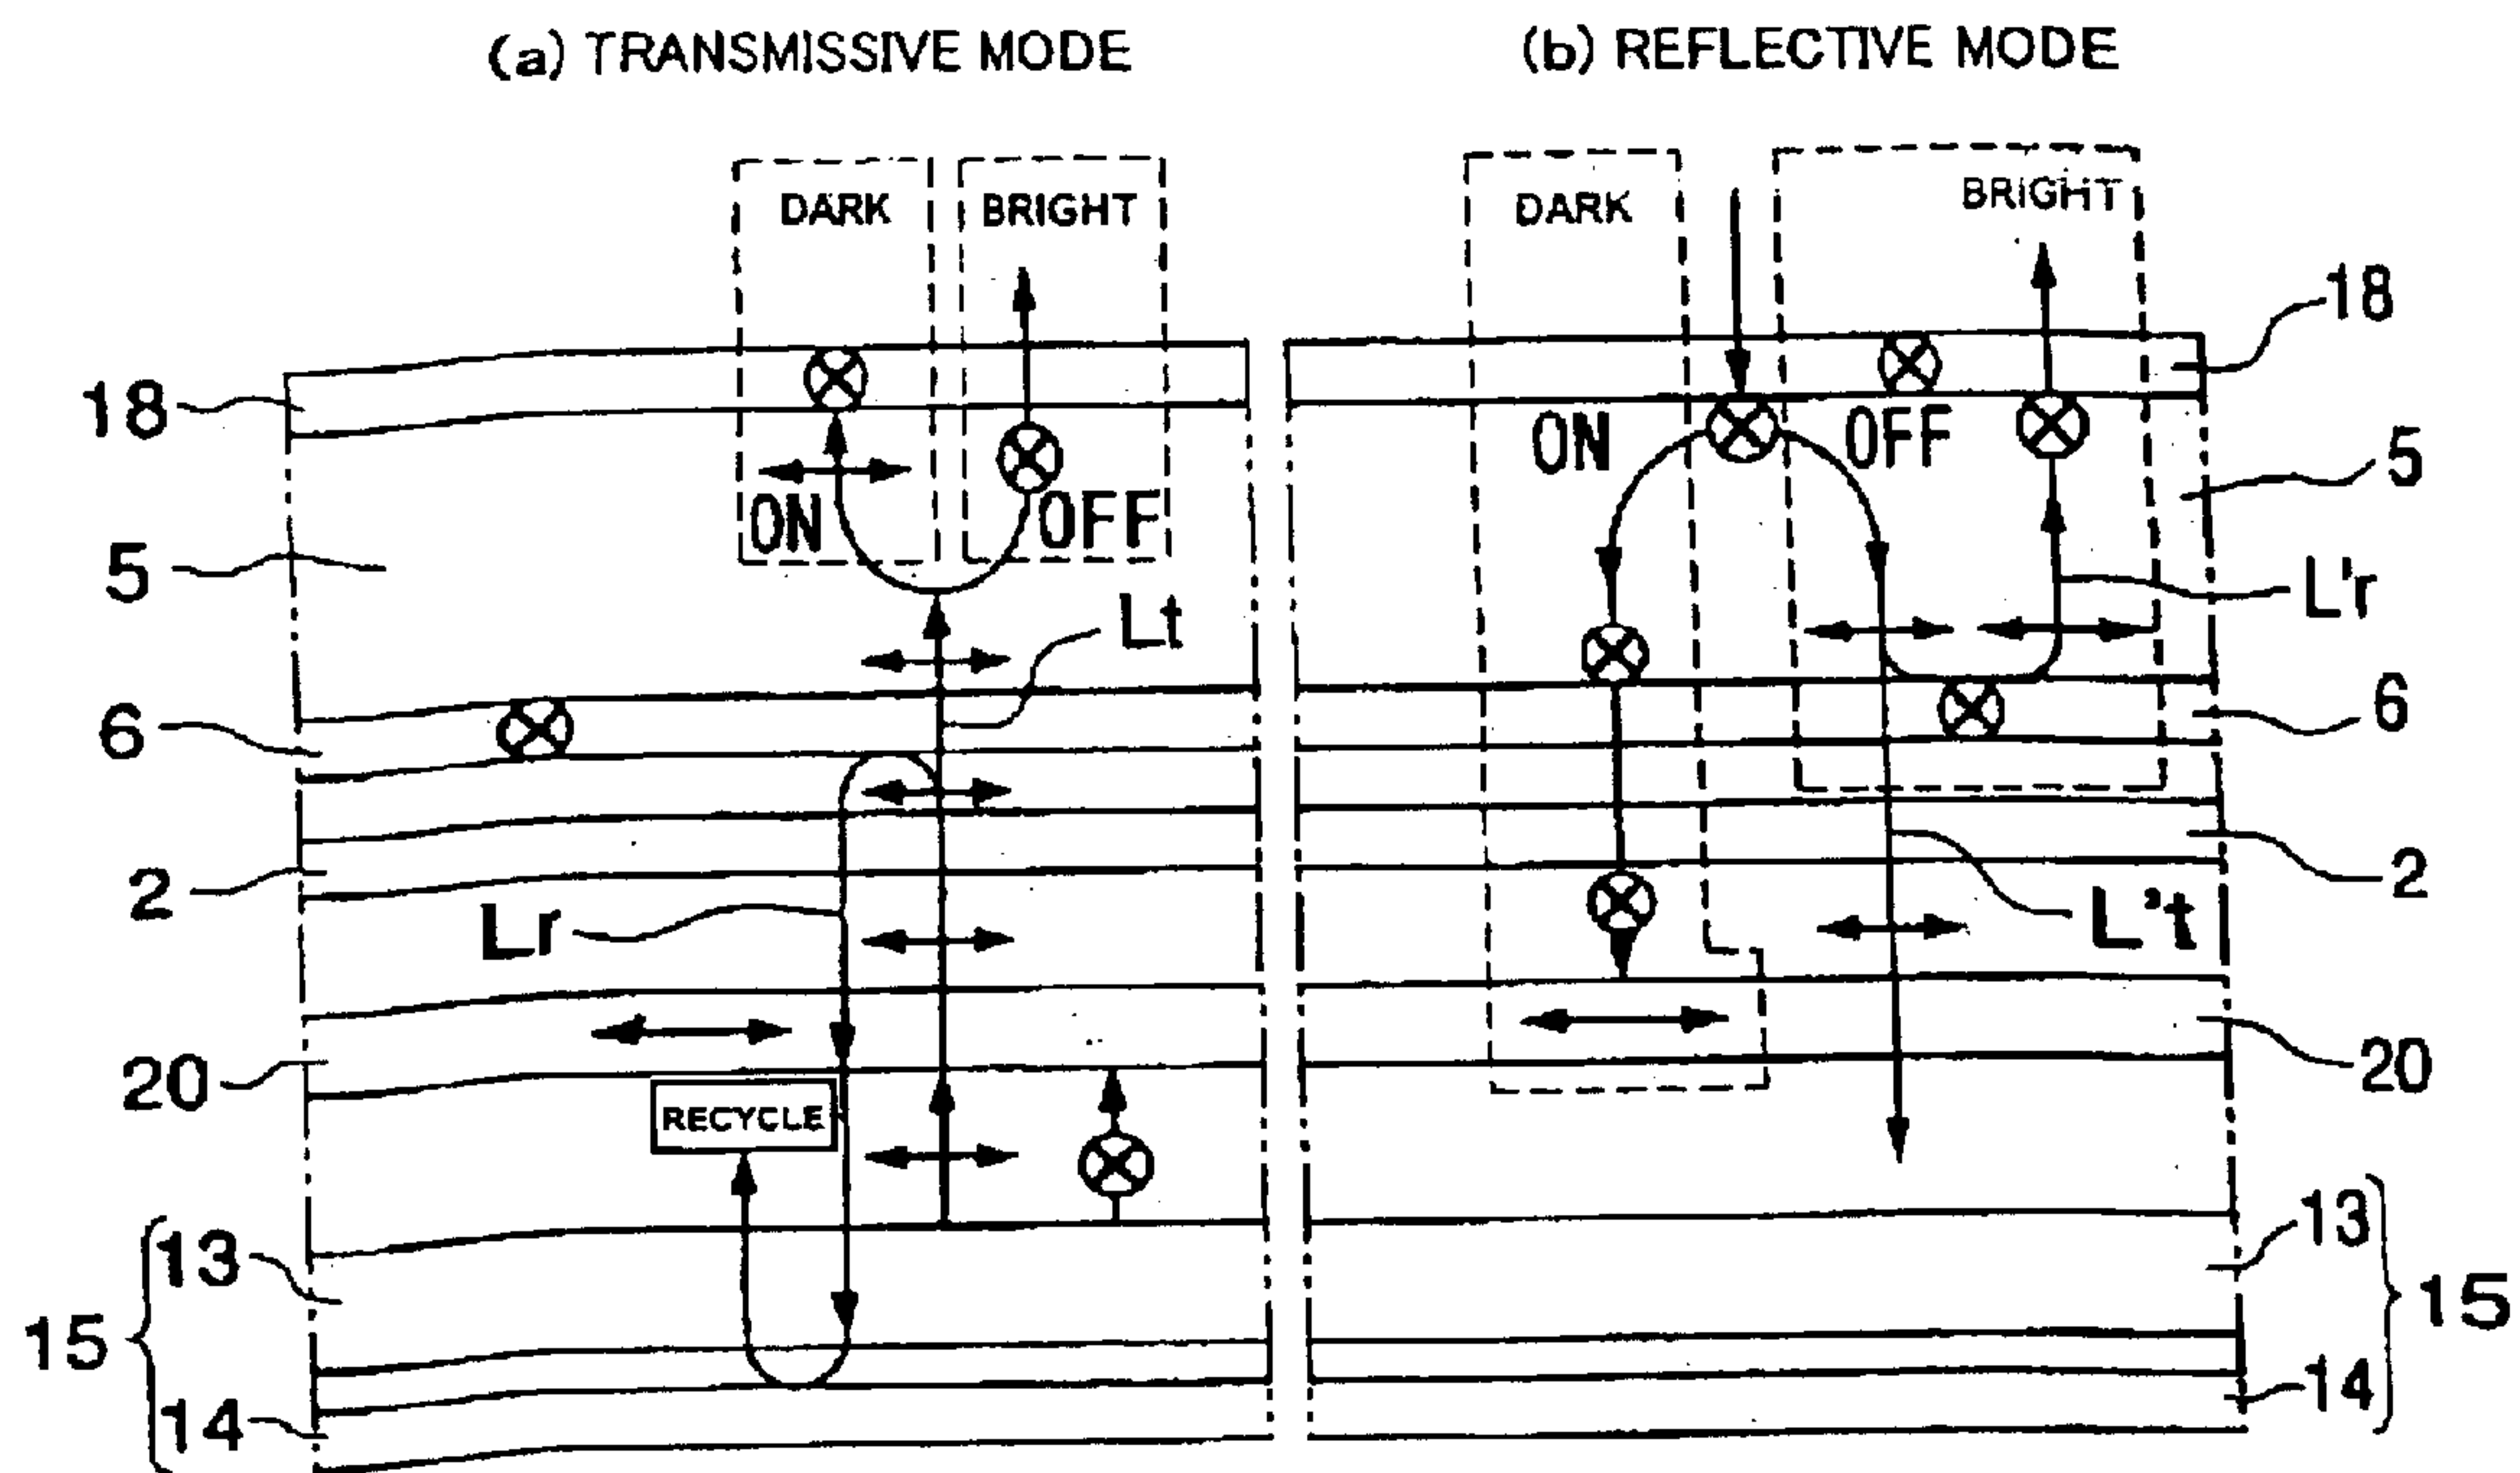 (a) TRANSMISSIVE MODE
(b) REFLECTIVE MODE
DARK
BRIGHT
DARK
BRIGHT
18
18
ON
OFF
5
ON
OFF
5
Lt
L'r
6
6
2
2
Lr
L't
20
20
RECYCLE
13
13
15
15
14
14